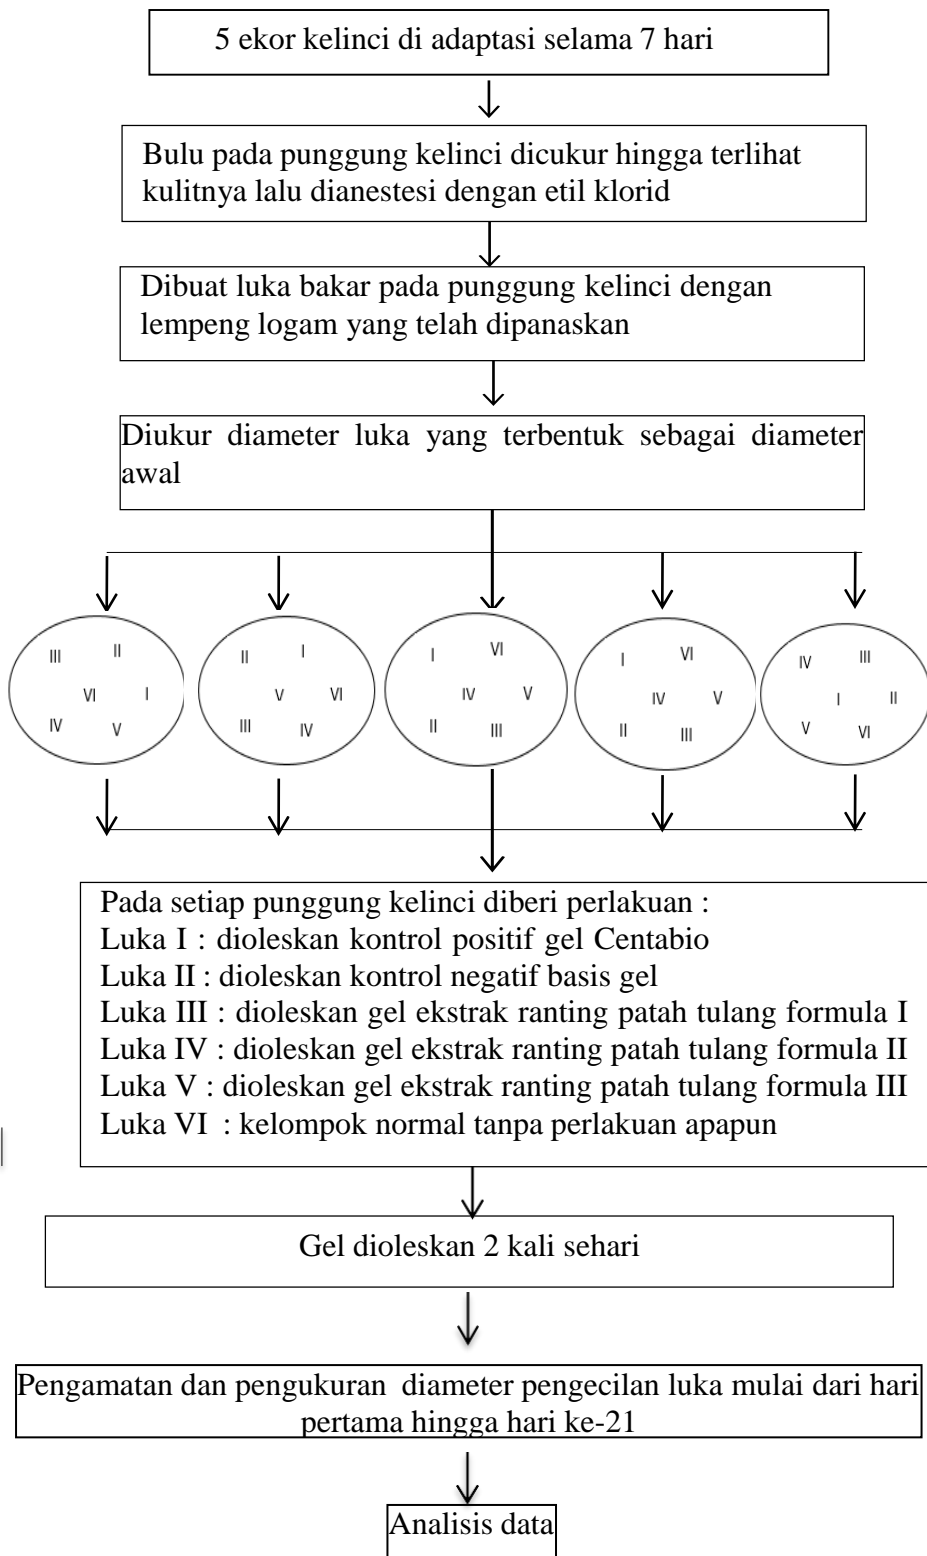 5 ekor kelinci di adaptasi selama 7 hari
Bulu pada punggung kelinci dicukur hingga terlihat
kulitnya lalu dianestesi dengan etil klorid
Dibuat luka bakar pada punggung kelinci dengan
lempeng logam yang telah dipanaskan
Diukur diameter luka yang terbentuk sebagai diameter
awal
III II
VI I
IV V
II I
V VI
III IV
I VI
IV V
II III
I VI
IV V
II III
IV III
I II
V VI
Pada setiap punggung kelinci diberi perlakuan :
Luka I : dioleskan kontrol positif gel Centabio
Luka II : dioleskan kontrol negatif basis gel
Luka III : dioleskan gel ekstrak ranting patah tulang formula I
Luka IV : dioleskan gel ekstrak ranting patah tulang formula II
Luka V : dioleskan gel ekstrak ranting patah tulang formula III
Luka VI : kelompok normal tanpa perlakuan apapun
Gel dioleskan 2 kali sehari
Pengamatan dan pengukuran diameter pengecilan luka mulai dari hari
pertama hingga hari ke-21
Analisis data